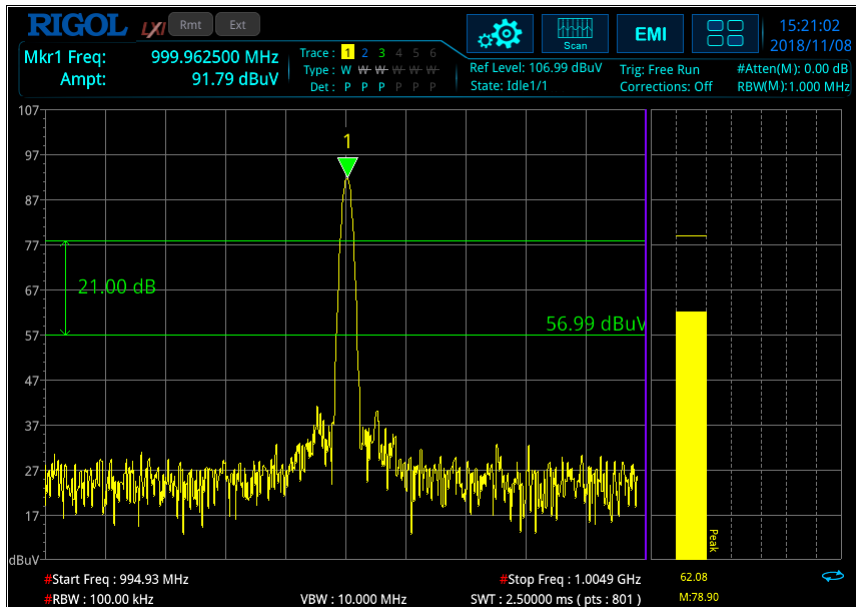 RIGOL LXI Rmt Ext
Scan
EMI
15:21:02
2018/11/08
Mkr1 Freq: 999.962500 MHz
Ampt: 91.79 dBuV
Trace: 1 2 3 4 5 6
Type: W W W W W W
Det: P P P P P P
Ref Level: 106.99 dBuV
State: Idle1/1
Trig: Free Run
Corrections: Off
#Atten(M): 0.00 dB
RBW(M):1.000 MHz
107
97
87
77
67
57
47
37
27
17
dBuV
1
21.00 dB
56.99 dBuV
Peak
#Start Freq : 994.93 MHz
#Stop Freq : 1.0049 GHz
#RBW : 100.00 kHz
VBW : 10.000 MHz
SWT : 2.50000 ms ( pts : 801 )
62.08
M:78.90